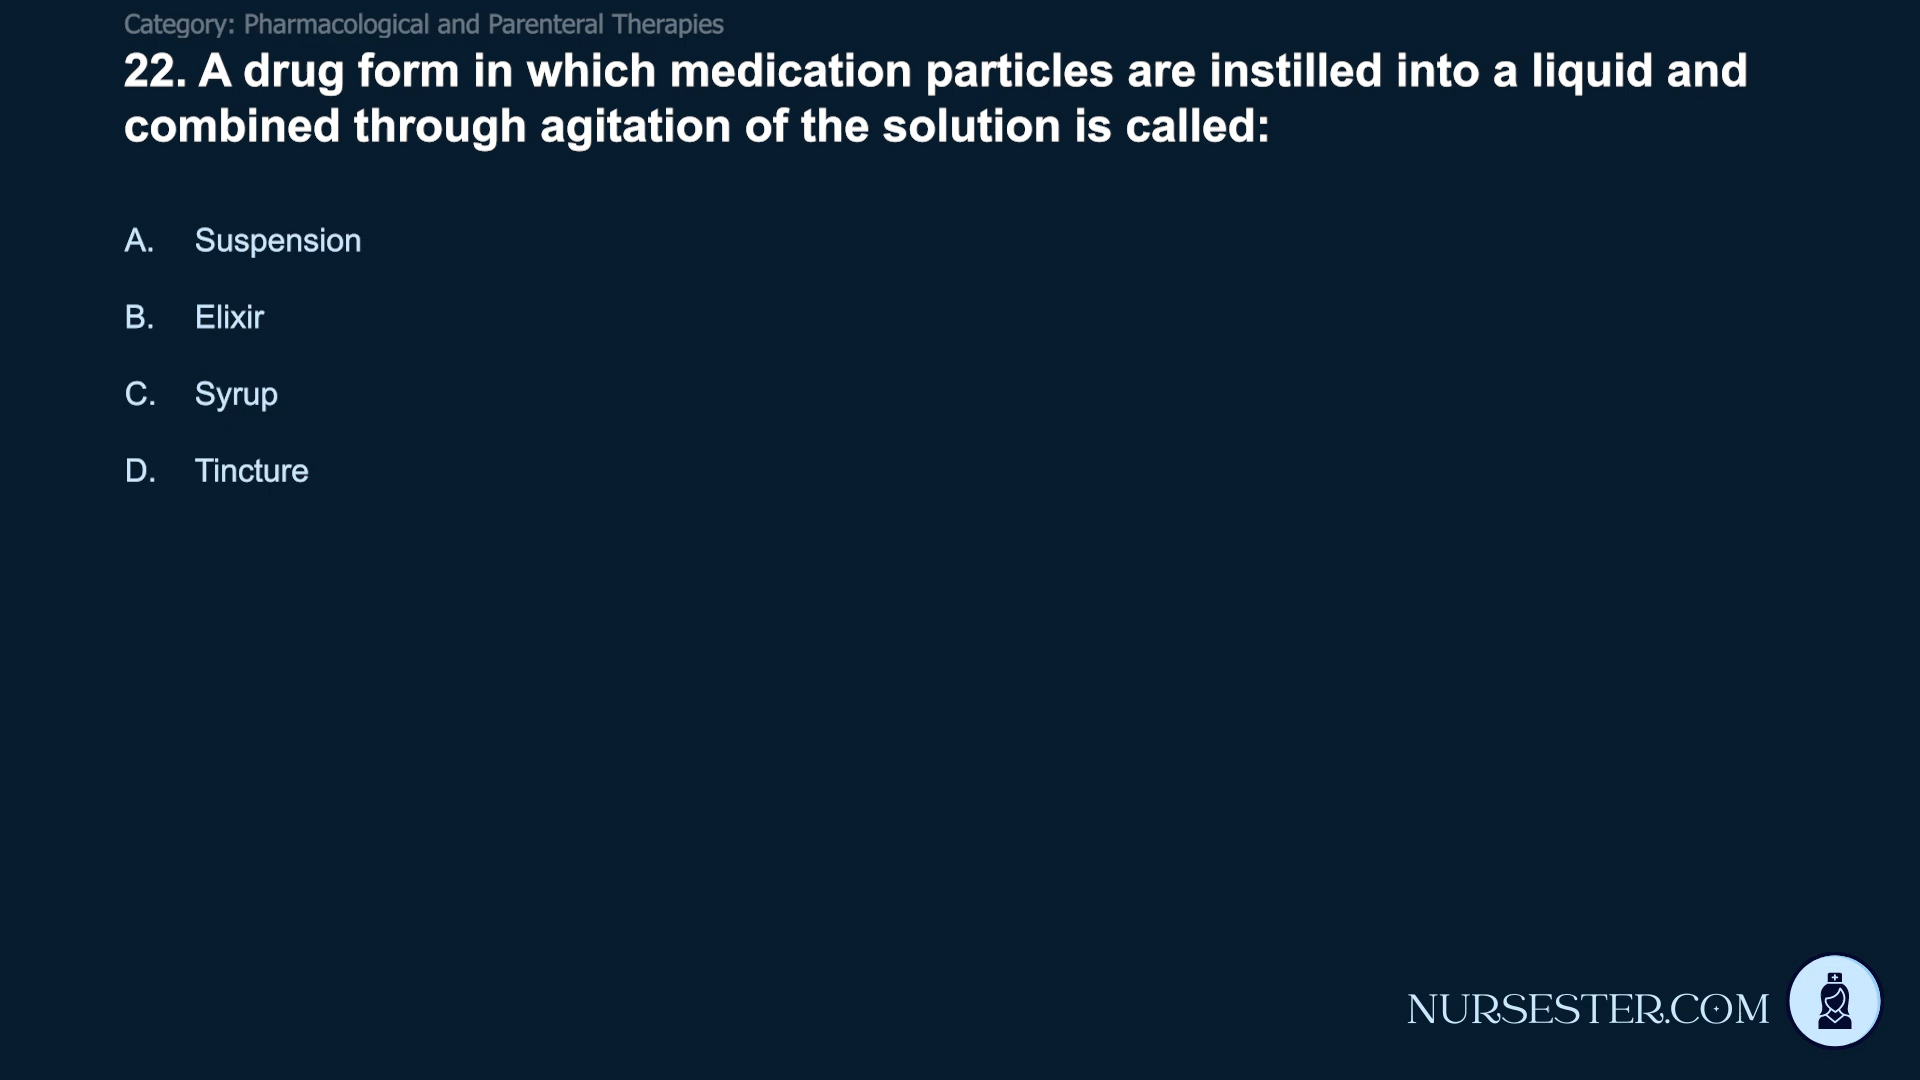 Category: Pharmacological and Parenteral Therapies
22. A drug form in which medication particles are instilled into a liquid and
combined through agitation of the solution is called:
A. Suspension
B. Elixir
C. Syrup
D. Tincture
NURSESTER.COM